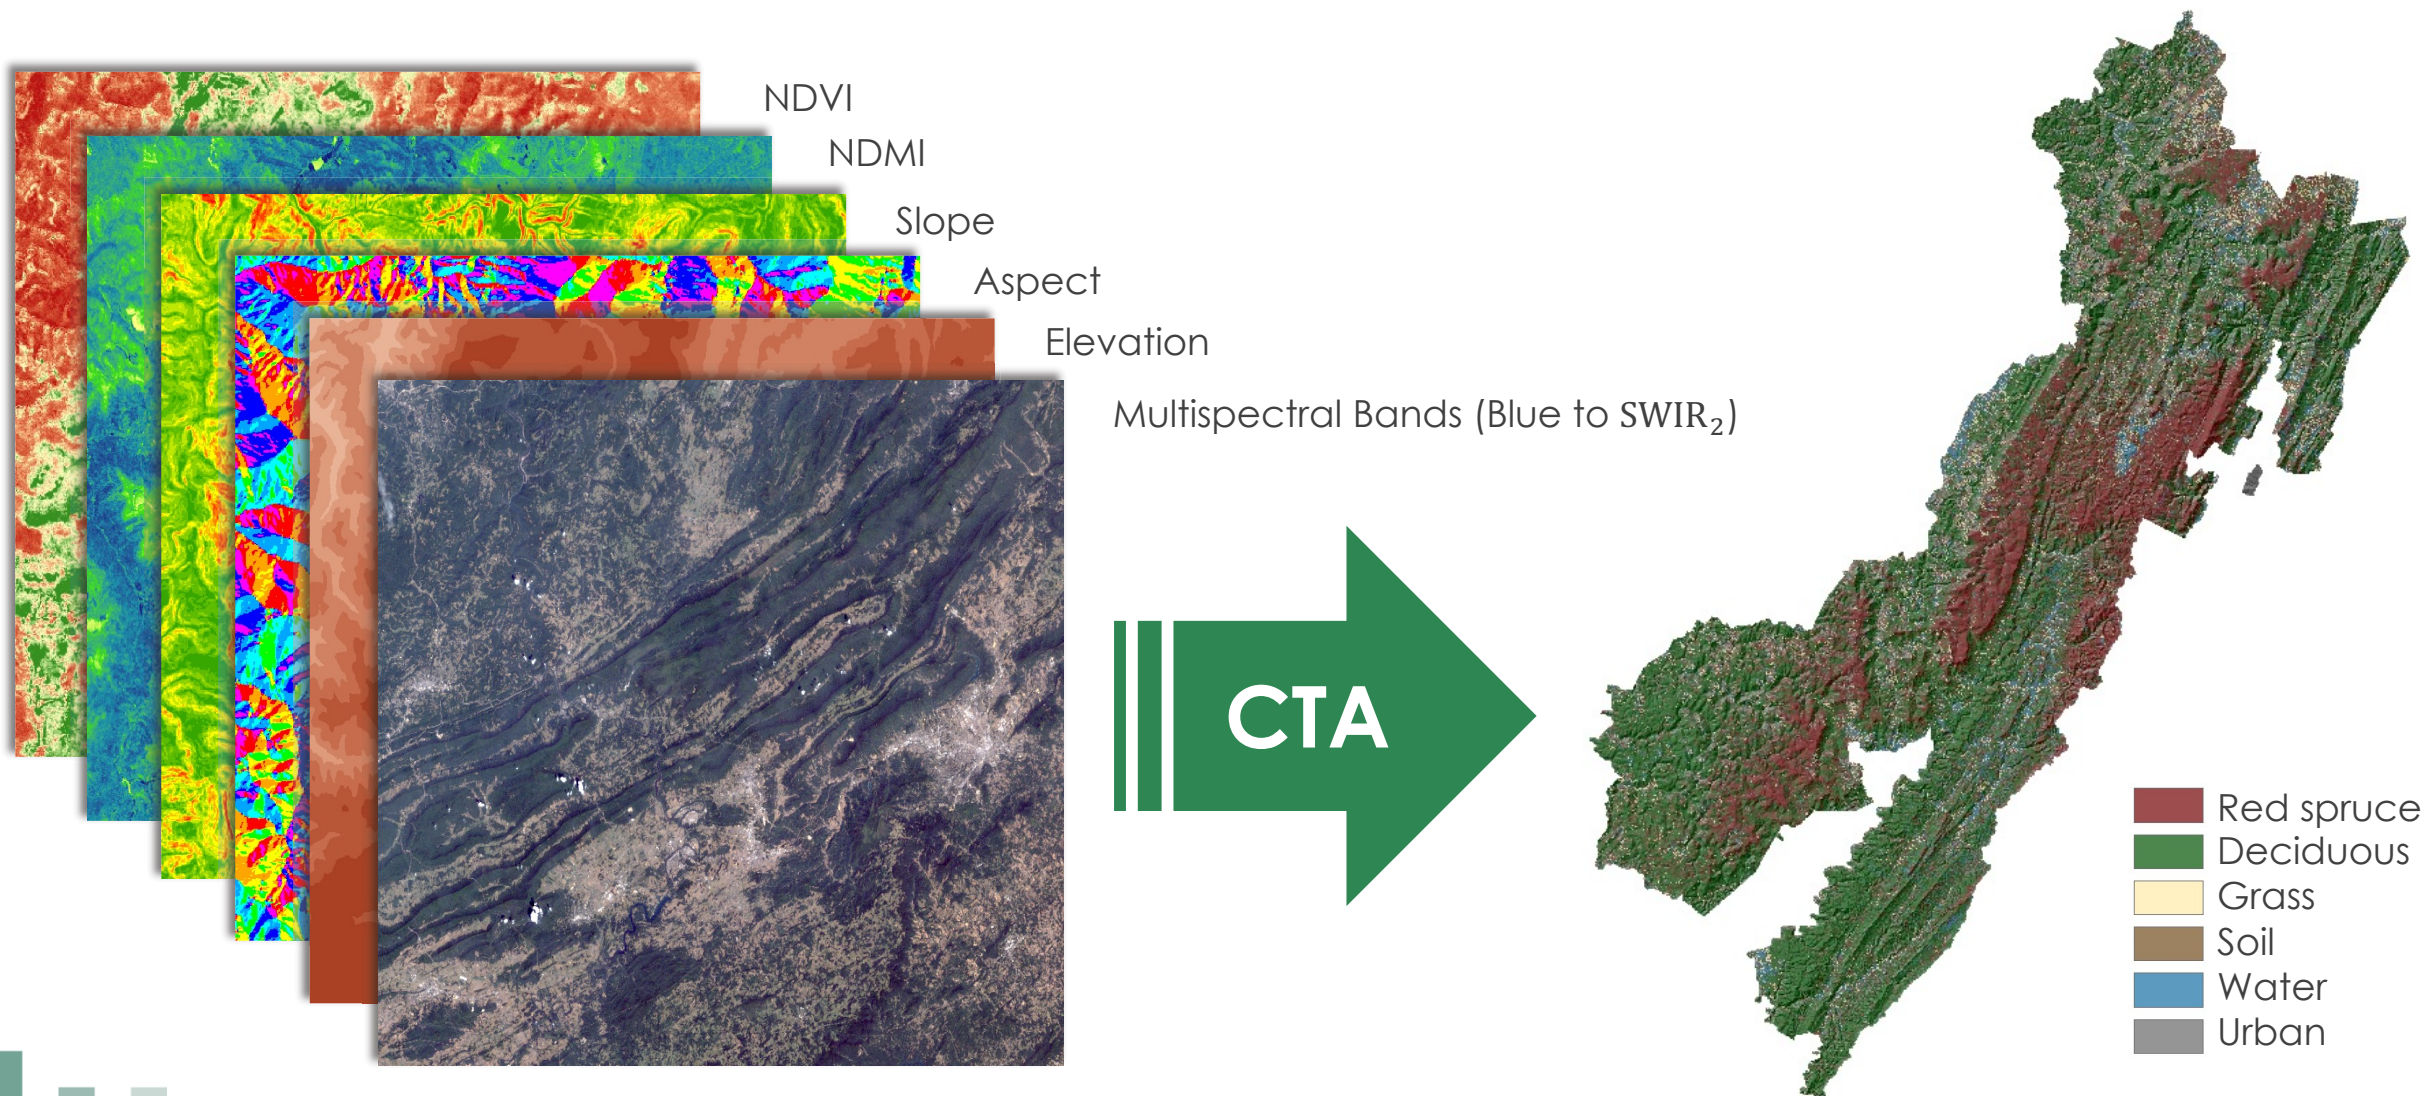 NDVI
NDMI
Slope
Aspect
Elevation
Multispectral Bands (Blue to SWIR₂)
CTA
Red spruce
Deciduous
Grass
Soil
Water
Urban